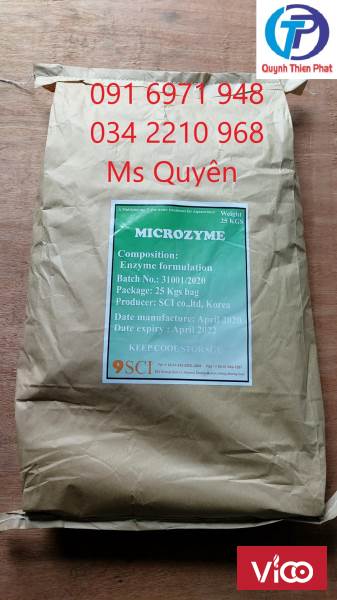 TP
Quynh Thien Phat
091 6971 948
034 2210 968
Ms Quyên
Weight
25 KGS
MICROZYME
Composition:
Enzyme formulation
Batch No.: 31001/2020
Package: 25 Kgs bag
Producer: SCI co.,ltd, Korea
Date manufacture: April 2020
Date expiry : April 2022
KEEP COOL STORAGE
SCI
VICO